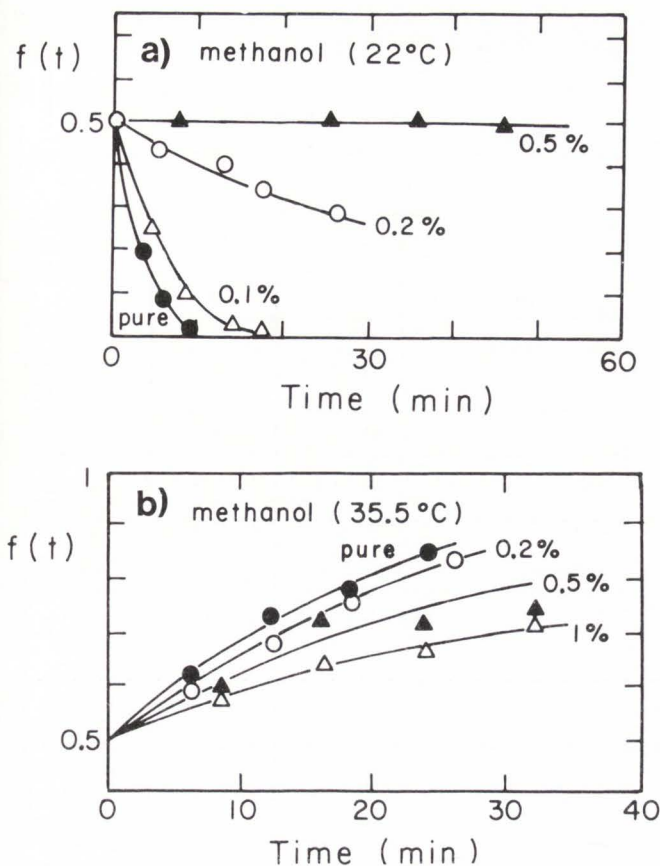 f(t)
a) methanol (22°C)
0.5
0.5%
0.2%
0.1%
pure
0 30 60
Time (min)
1
b) methanol (35.5°C)
f(t)
pure
0.2%
0.5%
1%
0.5
0 10 20 30 40
Time (min)